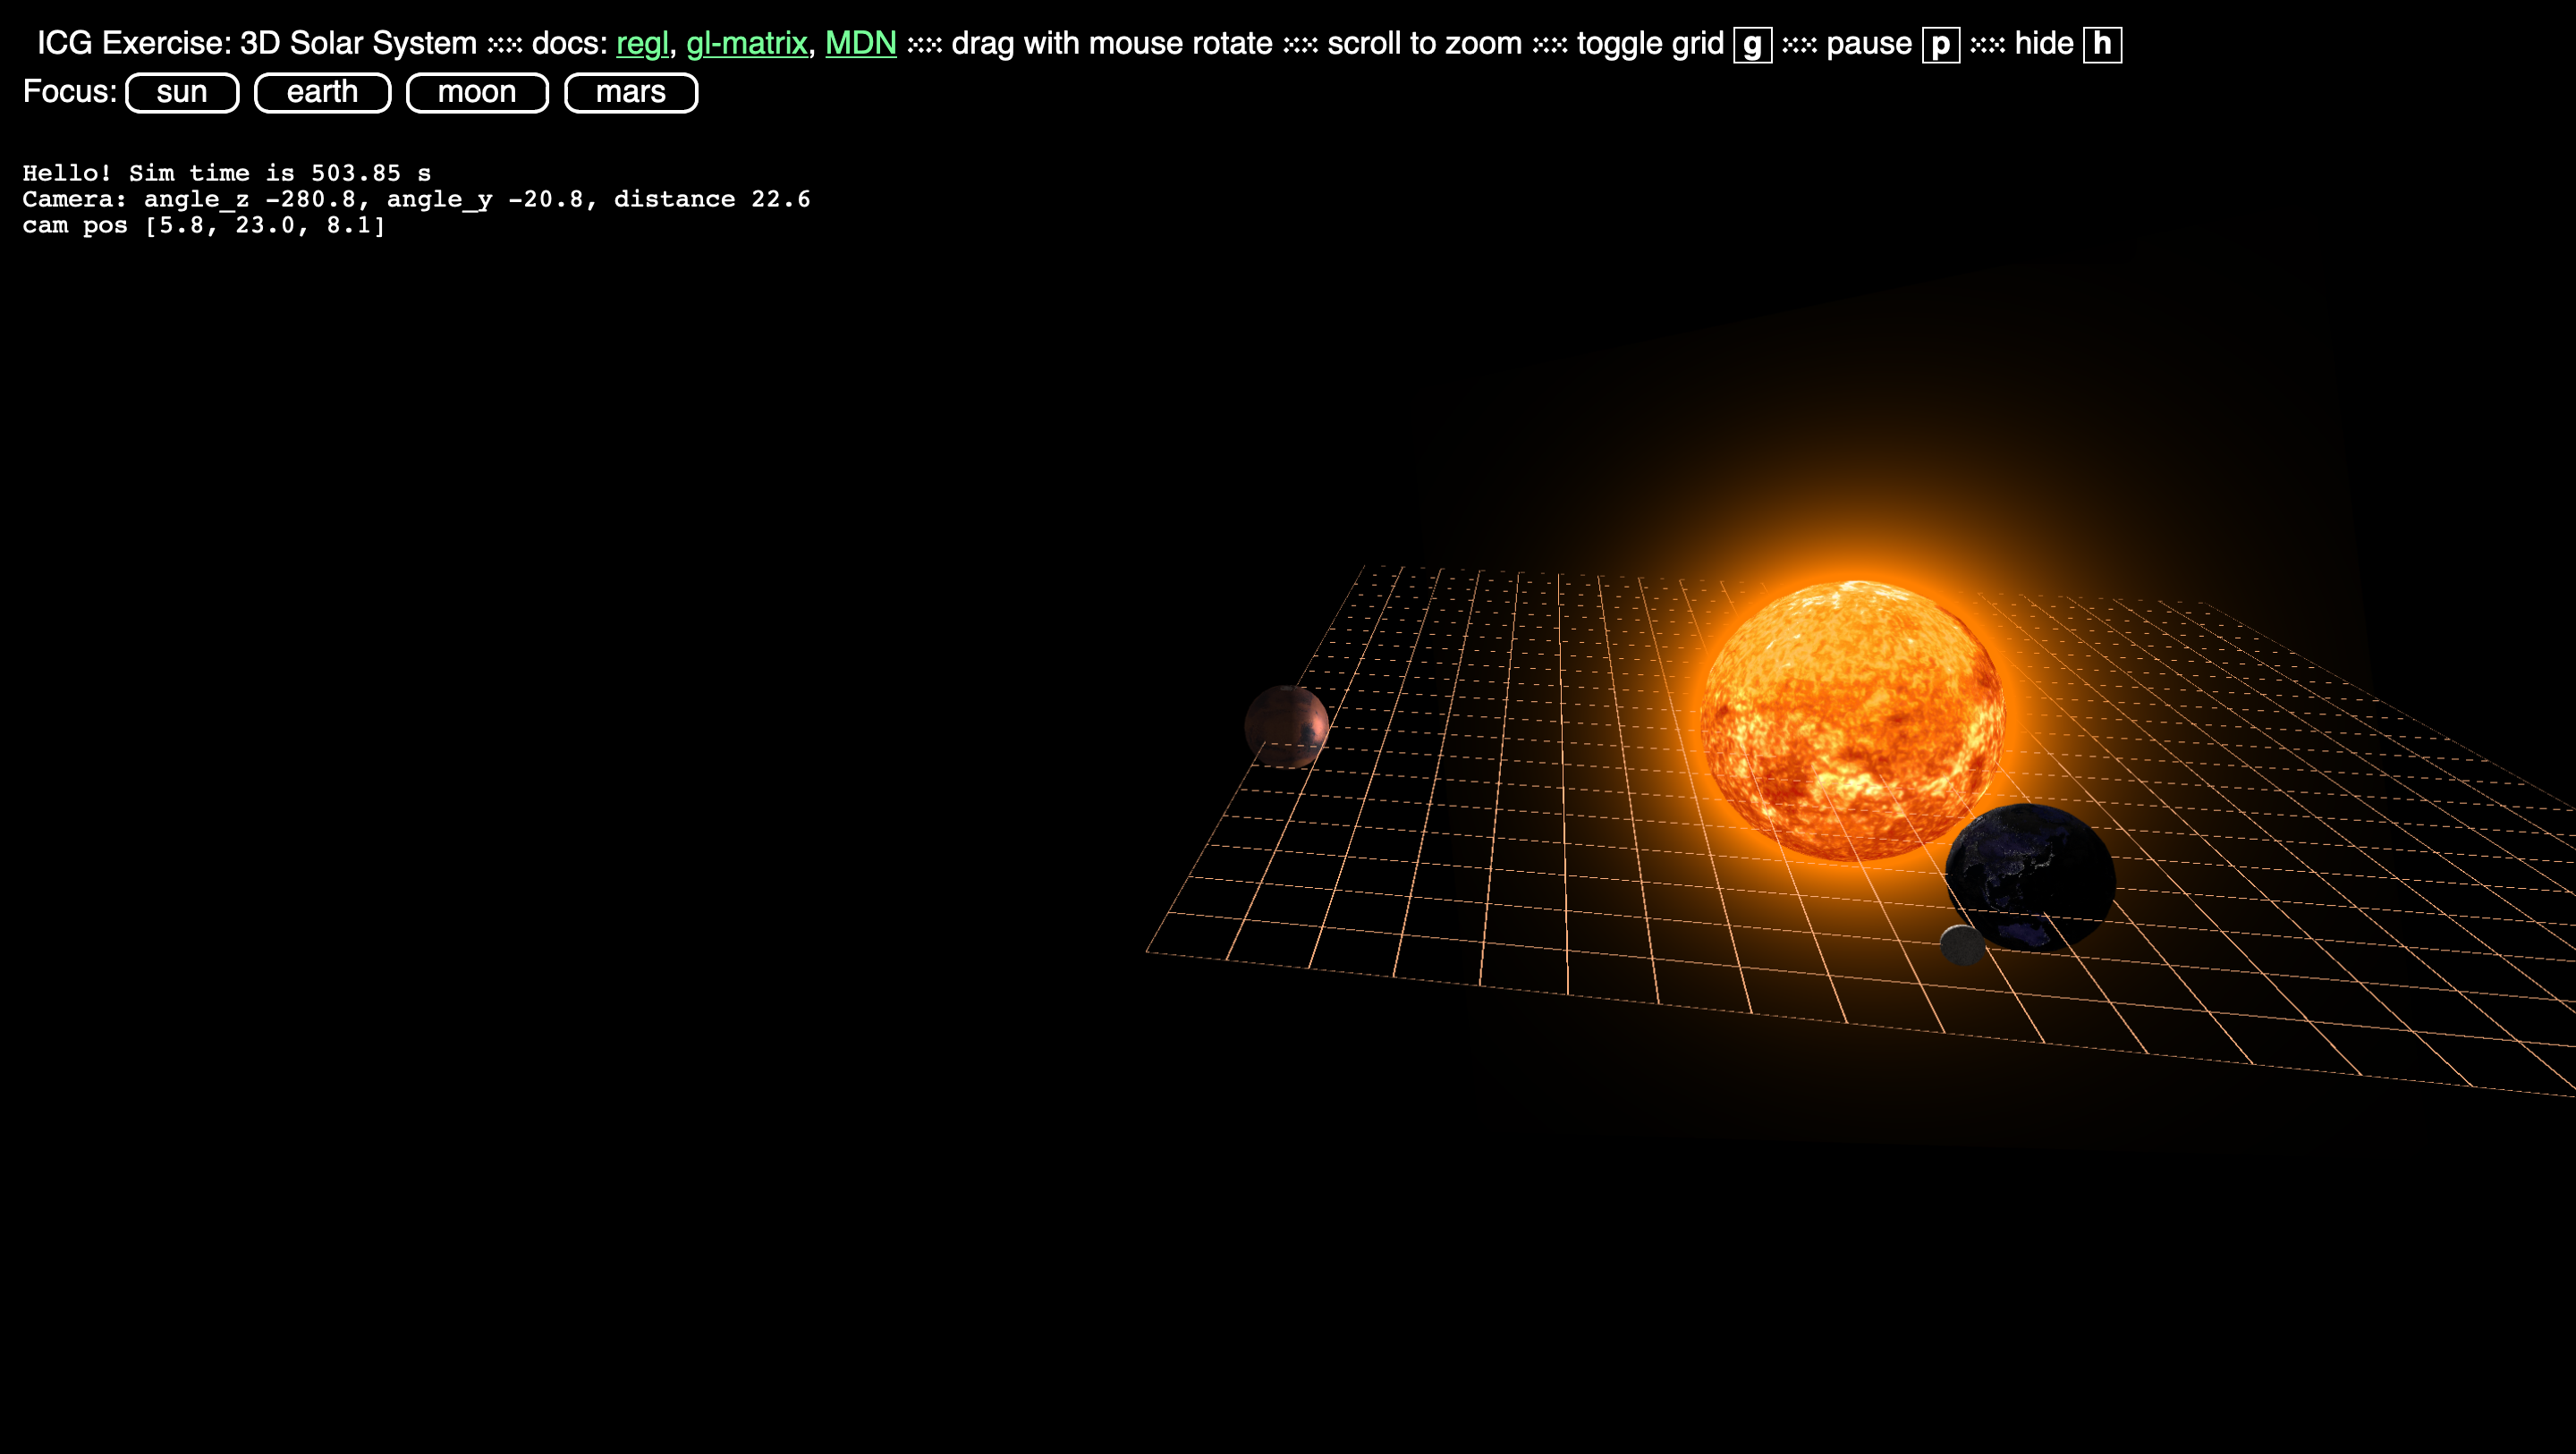 ICG Exercise: 3D Solar System ⁙⁙ docs: regl, gl-matrix, MDN ⁙⁙ drag with mouse rotate ⁙⁙ scroll to zoom ⁙⁙ toggle grid g ⁙⁙ pause p ⁙⁙ hide h
Focus: sun earth moon mars
Hello! Sim time is 503.85 s
Camera: angle_z -280.8, angle_y -20.8, distance 22.6
cam pos [5.8, 23.0, 8.1]